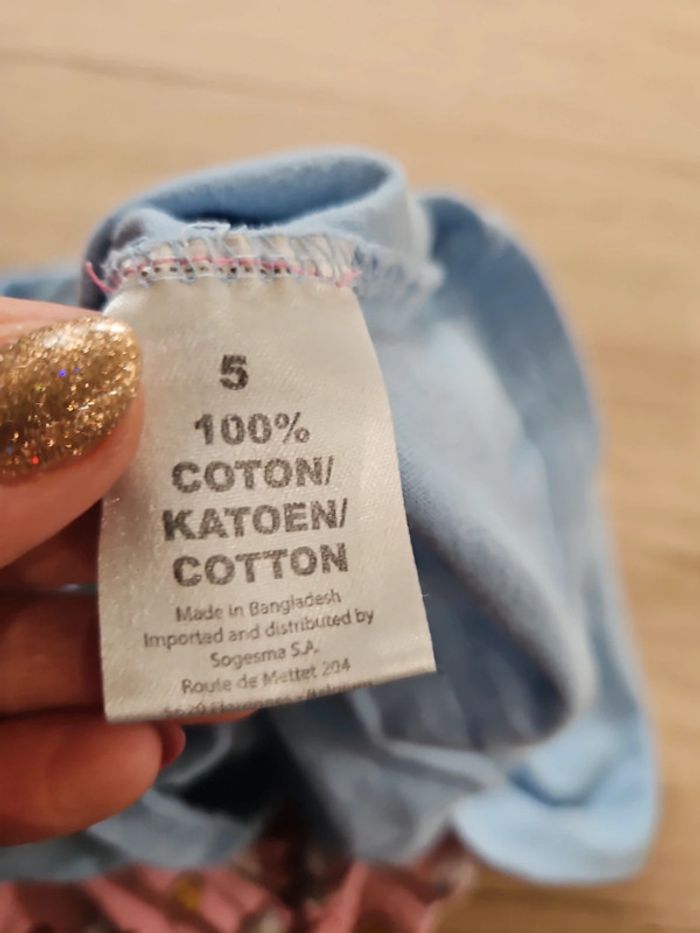 5
100%
COTON/
KATOEN/
COTTON
Made in Bangladesh
Imported and distributed by
Sogesma S.A.
Route de Mettet 204